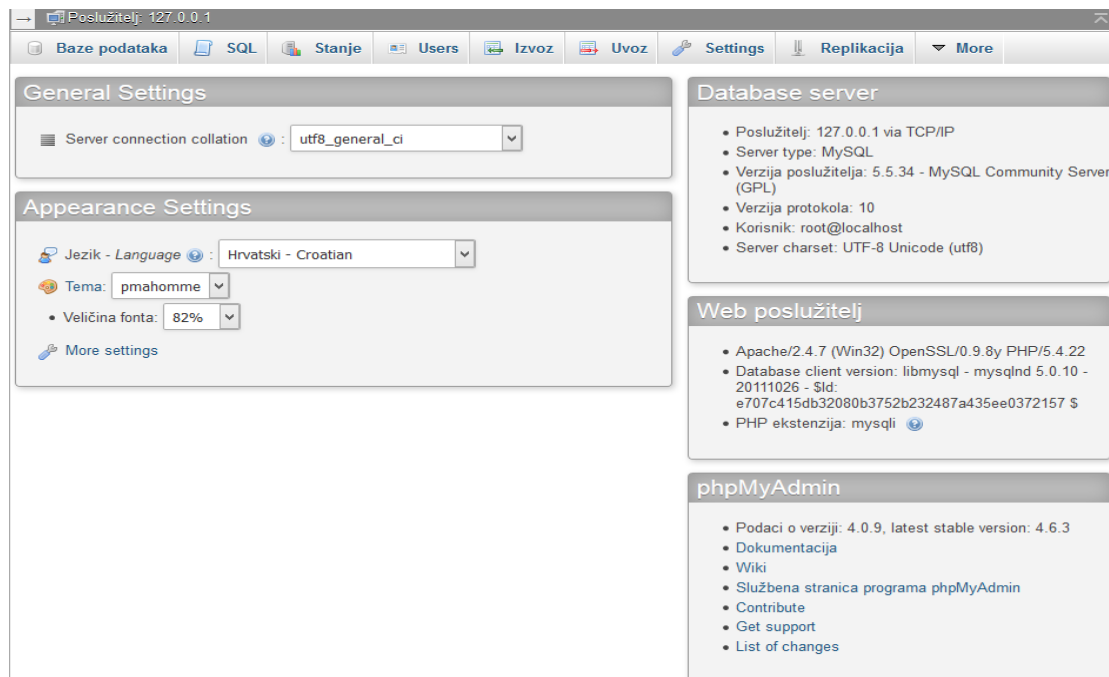 Poslužitelj: 127.0.0.1
Baze podataka SQL Stanje Users Izvoz Uvoz Settings Replikacija More
General Settings
Server connection collation : utf8_general_ci
Appearance Settings
Jezik - Language : Hrvatski - Croatian
Tema: pmahomme
Veličina fonta: 82%
More settings
Database server
Poslužitelj: 127.0.0.1 via TCP/IP
Server type: MySQL
Verzija poslužitelja: 5.5.34 - MySQL Community Server
(GPL)
Verzija protokola: 10
Korisnik: root@localhost
Server charset: UTF-8 Unicode (utf8)
Web poslužitelj
Apache/2.4.7 (Win32) OpenSSL/0.9.8y PHP/5.4.22
Database client version: libmysql - mysqlnd 5.0.10 -
20111026 - $Id:
e707c415db32080b3752b232487a435ee0372157 $
PHP ekstenzija: mysqli
phpMyAdmin
Podaci o verziji: 4.0.9, latest stable version: 4.6.3
Dokumentacija
Wiki
Službena stranica programa phpMyAdmin
Contribute
Get support
List of changes